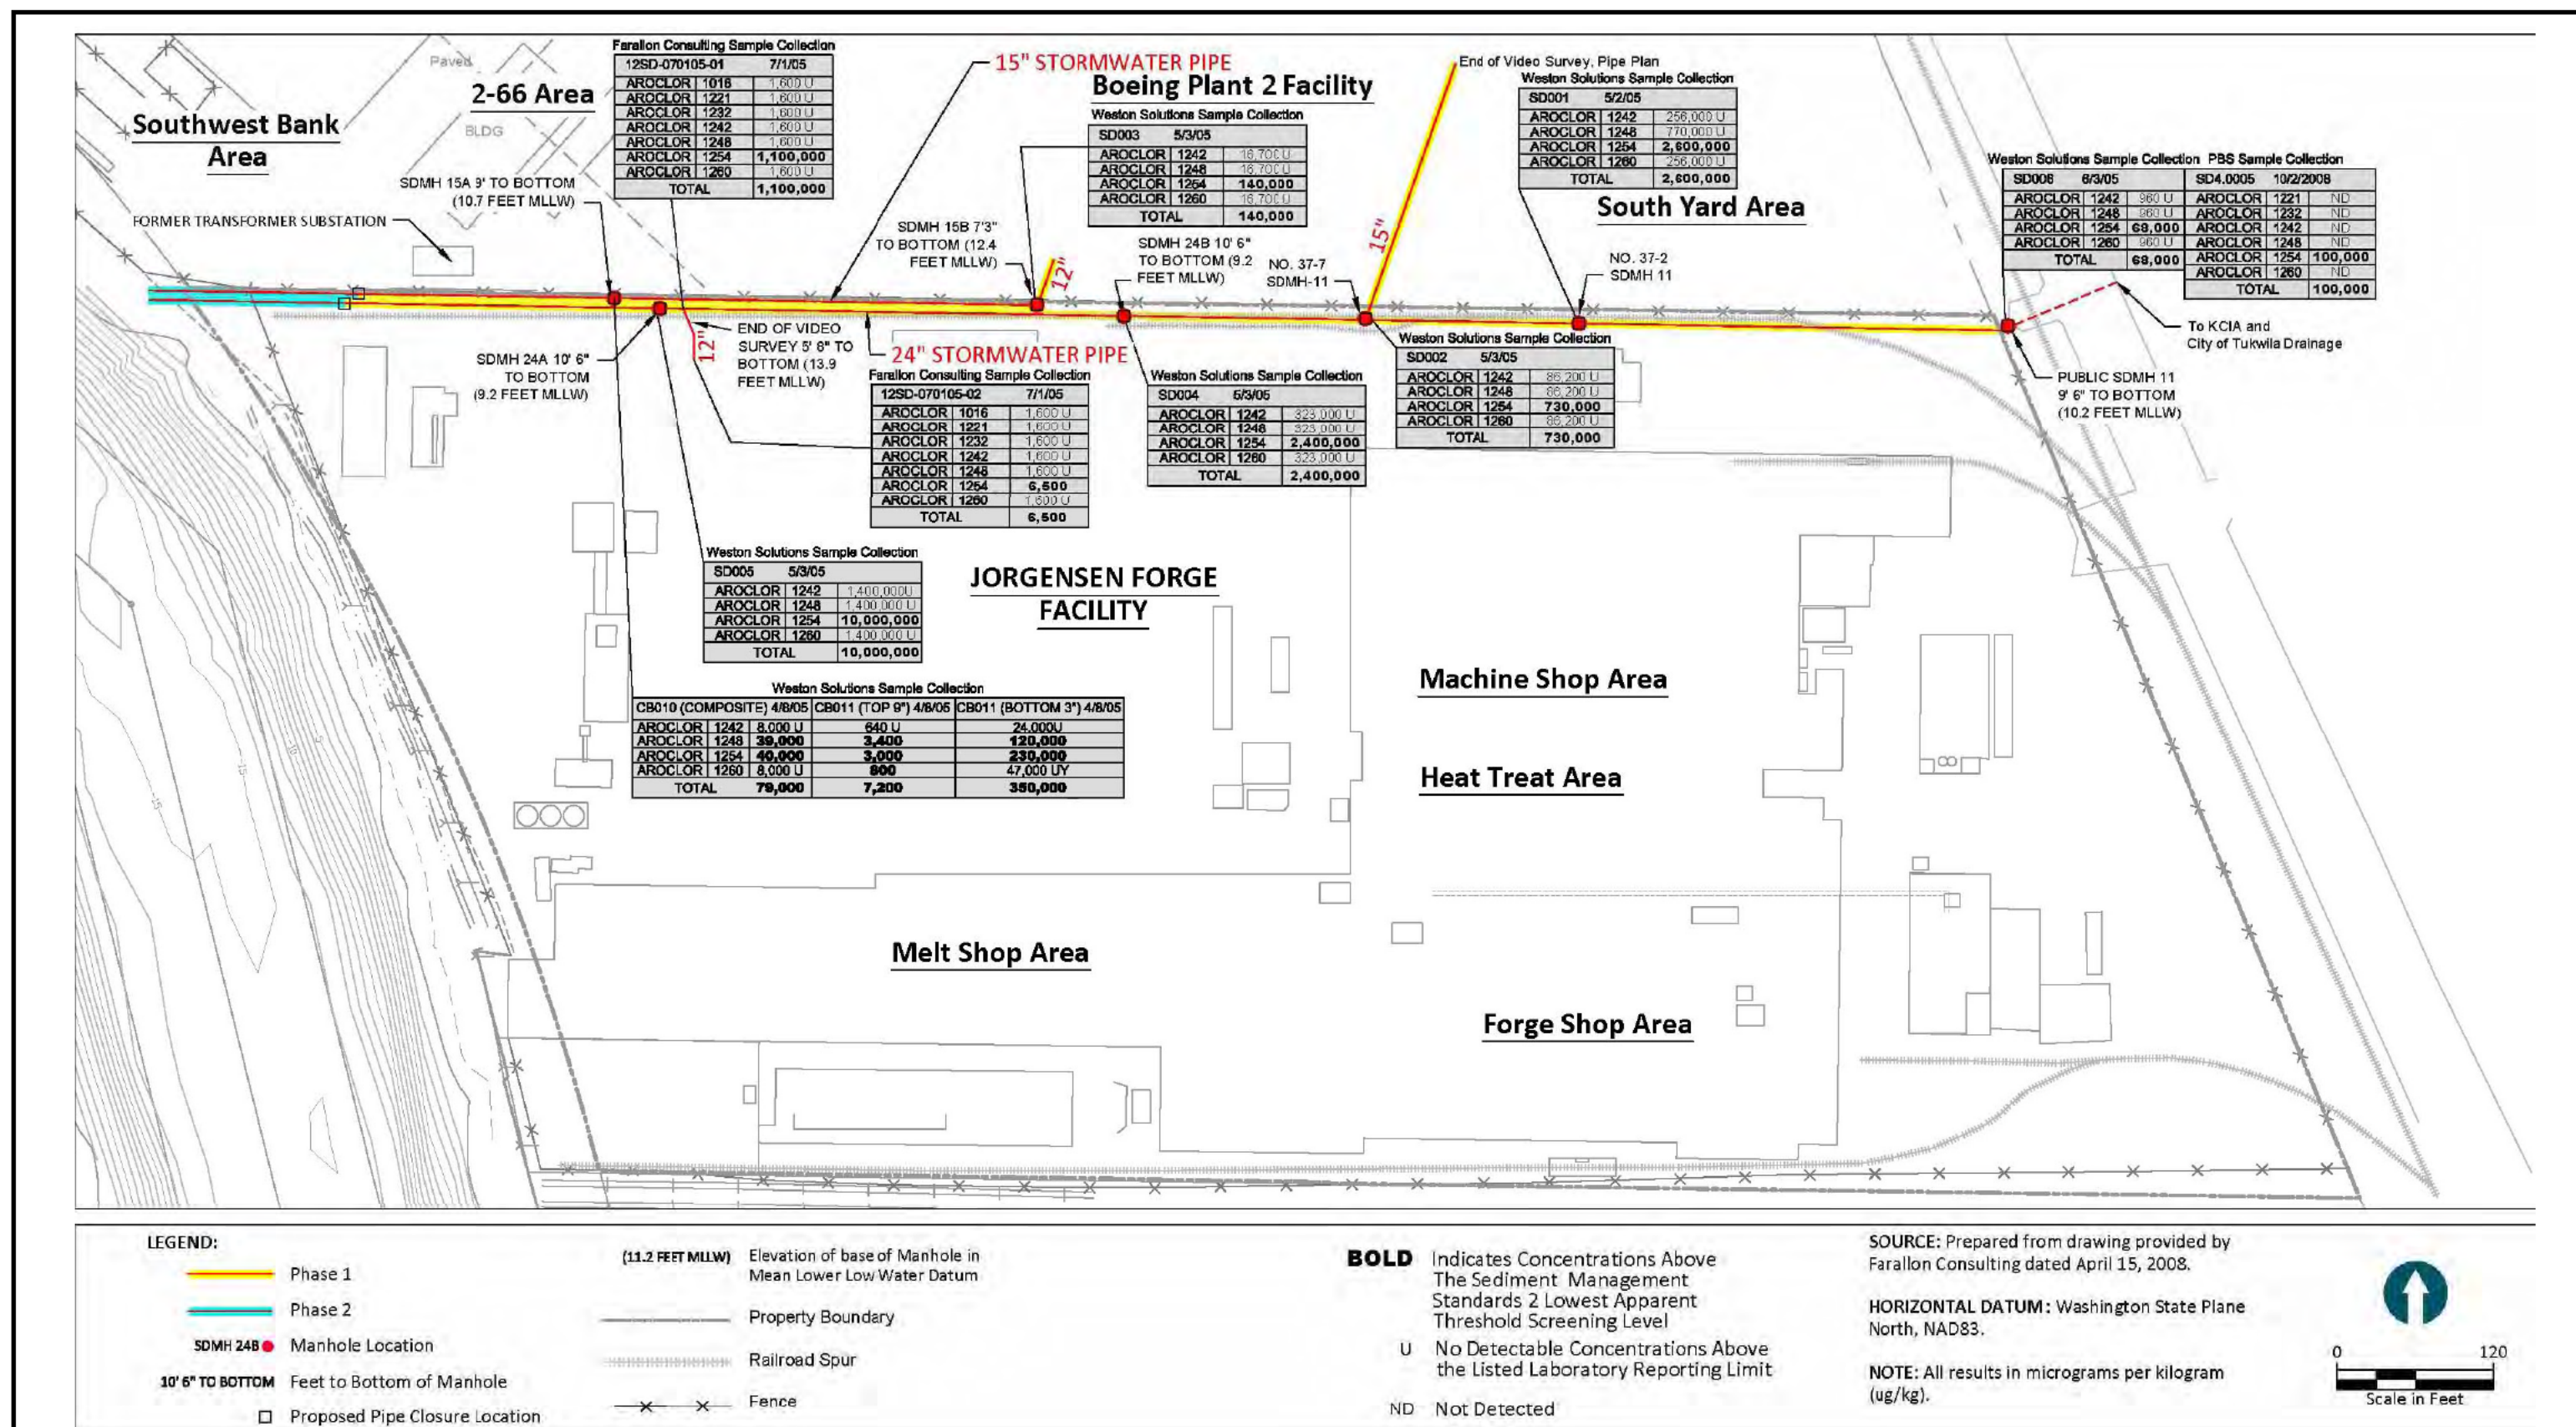 Southwest Bank
Area
Paved
2-66 Area
BLDG
SDMH 15A 9' TO BOTTOM
(10.7 FEET MLLW)
FORMER TRANSFORMER SUBSTATION
Farallon Consulting Sample Collection
12SD-070105-01 7/1/05
AROCLOR 1016 1,600 U
AROCLOR 1221 1,600 U
AROCLOR 1232 1,600 U
AROCLOR 1242 1,600 U
AROCLOR 1248 1,600 U
AROCLOR 1254 1,100,000
AROCLOR 1260 1,600 U
TOTAL 1,100,000
15" STORMWATER PIPE
Boeing Plant 2 Facility
Weston Solutions Sample Collection
SD003 5/3/05
AROCLOR 1242 16,700 U
AROCLOR 1248 16,700 U
AROCLOR 1254 140,000
AROCLOR 1260 16,700 U
TOTAL 140,000
SDMH 15B 7'3"
TO BOTTOM (12.4
FEET MLLW)
12"
SDMH 24B 10' 6"
TO BOTTOM (9.2
FEET MLLW)
NO. 37-7
SDMH-11
15"
End of Video Survey, Pipe Plan
Weston Solutions Sample Collection
SD001 5/2/05
AROCLOR 1242 256,000 U
AROCLOR 1248 770,000 U
AROCLOR 1254 2,600,000
AROCLOR 1260 256,000 U
TOTAL 2,600,000
South Yard Area
NO. 37-2
SDMH 11
Weston Solutions Sample Collection PBS Sample Collection
SD006 6/3/05 SD4.0005 10/2/2008
AROCLOR 1242 960 U AROCLOR 1221 ND
AROCLOR 1248 960 U AROCLOR 1232 ND
AROCLOR 1254 68,000 AROCLOR 1242 ND
AROCLOR 1260 960 U AROCLOR 1248 ND
TOTAL 68,000 AROCLOR 1254 100,000
AROCLOR 1260 ND
TOTAL 100,000
To KCIA and
City of Tukwila Drainage
PUBLIC SDMH 11
9' 6" TO BOTTOM
(10.2 FEET MLLW)
SDMH 24A 10' 6"
TO BOTTOM
(9.2 FEET MLLW)
12"
END OF VIDEO
SURVEY 5' 8" TO
BOTTOM (13.9
FEET MLLW)
24" STORMWATER PIPE
Farallon Consulting Sample Collection
12SD-070105-02 7/1/05
AROCLOR 1016 1,600 U
AROCLOR 1221 1,600 U
AROCLOR 1232 1,600 U
AROCLOR 1242 1,600 U
AROCLOR 1248 1,600 U
AROCLOR 1254 6,500
AROCLOR 1260 1,600 U
TOTAL 6,500
Weston Solutions Sample Collection
SD004 5/3/05
AROCLOR 1242 323,000 U
AROCLOR 1248 323,000 U
AROCLOR 1254 2,400,000
AROCLOR 1260 323,000 U
TOTAL 2,400,000
Weston Solutions Sample Collection
SD002 5/3/05
AROCLOR 1242 86,200 U
AROCLOR 1248 86,200 U
AROCLOR 1254 730,000
AROCLOR 1260 86,200 U
TOTAL 730,000
Weston Solutions Sample Collection
SD005 5/3/05
AROCLOR 1242 1,400,000U
AROCLOR 1248 1,400,000 U
AROCLOR 1254 10,000,000
AROCLOR 1260 1,400,000 U
TOTAL 10,000,000
JORGENSEN FORGE
FACILITY
Weston Solutions Sample Collection
CB010 (COMPOSITE) 4/8/05 CB011 (TOP 9") 4/8/05 CB011 (BOTTOM 3") 4/8/05
AROCLOR 1242 8,000 U 640 U 24,000U
AROCLOR 1248 39,000 3,400 120,000
AROCLOR 1254 40,000 3,000 230,000
AROCLOR 1260 8,000 U 800 47,000 UY
TOTAL 79,000 7,200 350,000
Machine Shop Area
Heat Treat Area
Melt Shop Area
Forge Shop Area
LEGEND:
Phase 1
Phase 2
SDMH 24B Manhole Location
10' 6" TO BOTTOM Feet to Bottom of Manhole
Proposed Pipe Closure Location
(11.2 FEET MLLW) Elevation of base of Manhole in
Mean Lower Low Water Datum
Property Boundary
Railroad Spur
Fence
BOLD Indicates Concentrations Above
The Sediment Management
Standards 2 Lowest Apparent
Threshold Screening Level
U No Detectable Concentrations Above
the Listed Laboratory Reporting Limit
ND Not Detected
SOURCE: Prepared from drawing provided by
Farallon Consulting dated April 15, 2008.
HORIZONTAL DATUM: Washington State Plane
North, NAD83.
NOTE: All results in micrograms per kilogram
(ug/kg).
0 120
Scale in Feet